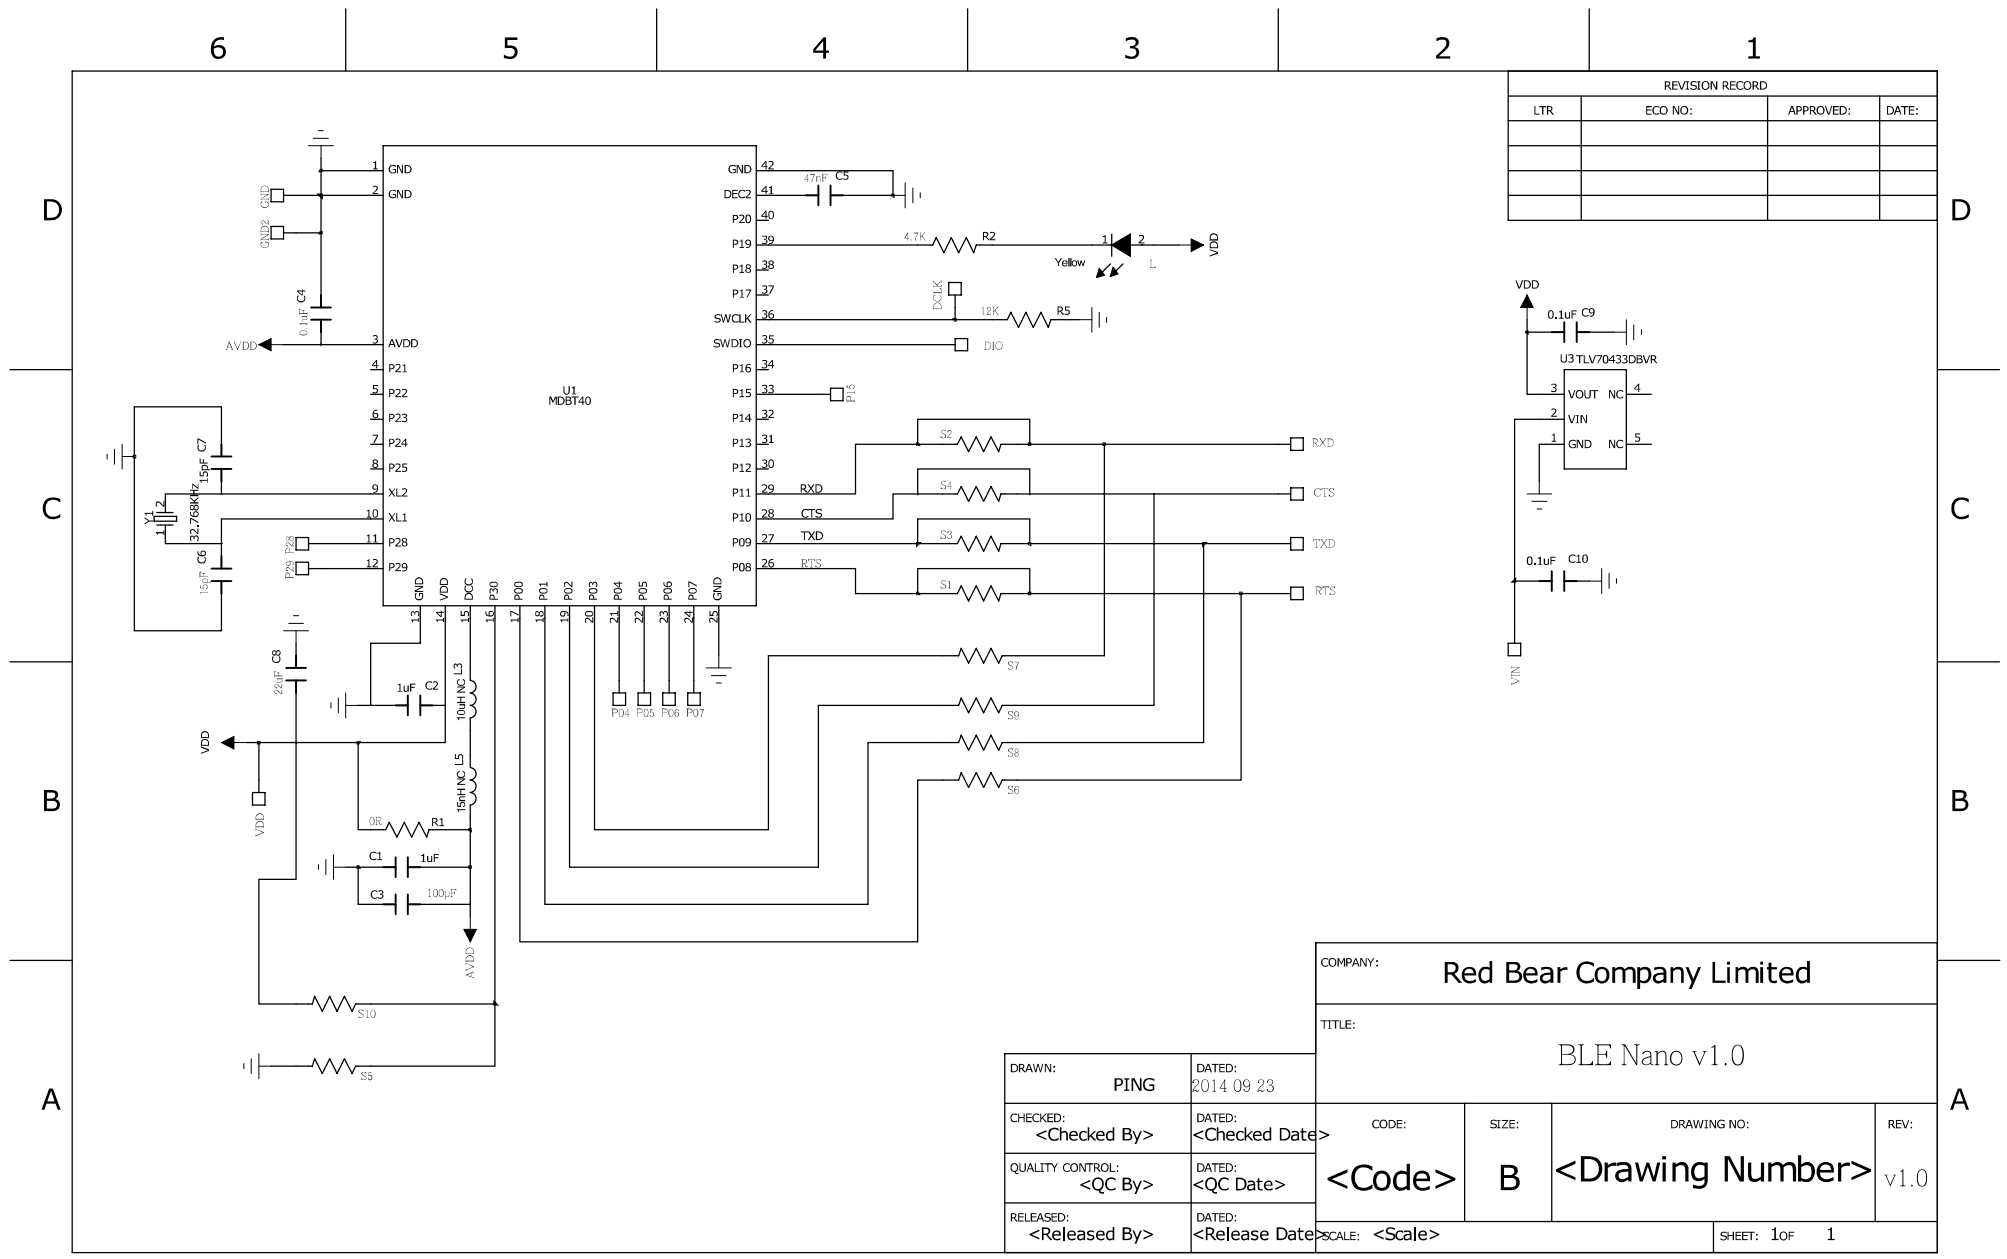 6 5 4 3 2 1
REVISION RECORD
LTR ECO NO: APPROVED: DATE:
D D
C C
B B
A A
GND
GND2
0.1uF C4
AVDD
1 GND
2 GND
3 AVDD
4 P21
5 P22
6 P23
7 P24
8 P25
9 XL2
10 XL1
11 P28
12 P29
U1
MDBT40
GND 42
DEC2 41
P20 40
P19 39
P18 38
P17 37
SWCLK 36
SWDIO 35
P16 34
P15 33
P14 32
P13 31
P12 30
P11 29 RXD
P10 28 CTS
P09 27 TXD
P08 26 RTS
GND 13
VDD 14
DCC 15
P30 16
P00 17
P01 18
P02 19
P03 20
P04 21
P05 22
P06 23
P07 24
GND 25
47nF C5
4.7K R2
1 2
Yellow L
VDD
DCLK
12K R5
DIO
P15
S2 RXD
S4 CTS
S3 TXD
S1 RTS
S7
S9
S8
S6
P04 P05 P06 P07
15pF C7
Y1
1 2
32.768KHz
15pF C6
P28
P29
22uF C8
1uF C2
10uH NC L3
VDD
VDD
15nH NC L5
0R R1
C1 1uF
C3 100pF
AVDD
S10
S5
VDD
0.1uF C9
U3 TLV70433DBVR
3 VOUT NC 4
2 VIN
1 GND NC 5
0.1uF C10
VIN
COMPANY:
Red Bear Company Limited
TITLE:
BLE Nano v1.0
DRAWN:
PING
DATED:
2014 09 23
CHECKED:
<Checked By>
DATED:
<Checked Date>
QUALITY CONTROL:
<QC By>
DATED:
<QC Date>
RELEASED:
<Released By>
DATED:
<Release Date>
CODE:
<Code>
SIZE:
B
DRAWING NO:
<Drawing Number>
REV:
v1.0
SCALE: <Scale>
SHEET: 1OF 1